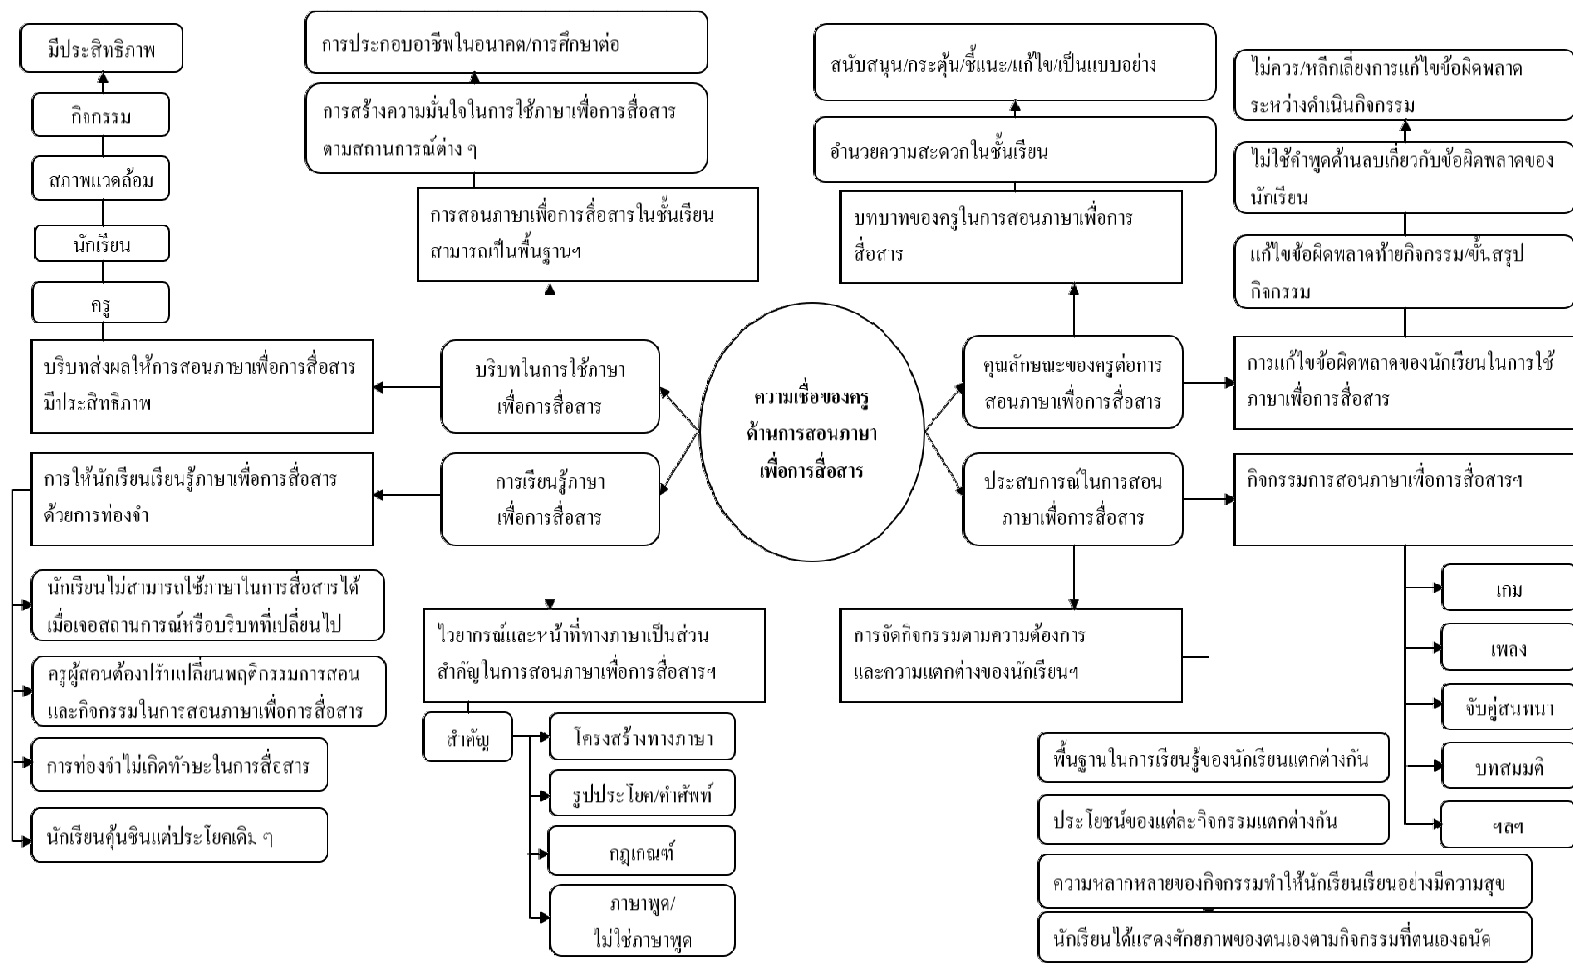 มีประสิทธิภาพ
กิจกรรม
สภาพแวดล้อม
นักเรียน
ครู
บริบทส่งผลให้การสอนภาษาเพื่อการสื่อสาร
มีประสิทธิภาพ
การประกอบอาชีพในอนาคต/การศึกษาต่อ
การสร้างความมั่นใจในการใช้ภาษาเพื่อการสื่อสาร
ตามสถานการณ์ต่าง ๆ
การสอนภาษาเพื่อการสื่อสารในชั้นเรียน
สามารถเป็นพื้นฐานฯ
สนับสนุน/กระตุ้น/ชี้แนะ/แก้ไข/เป็นแบบอย่าง
อำนวยความสะดวกในชั้นเรียน
บทบาทของครูในการสอนภาษาเพื่อการ
สื่อสาร
ไม่ควร/หลีกเลี่ยงการแก้ไขข้อผิดพลาด
ระหว่างดำเนินกิจกรรม
ไม่ใช้คำพูดด้านลบเกี่ยวกับข้อผิดพลาดของ
นักเรียน
แก้ไขข้อผิดพลาดท้ายกิจกรรม/ขั้นสรุป
กิจกรรม
การแก้ไขข้อผิดพลาดของนักเรียนในการใช้
ภาษาเพื่อการสื่อสาร
บริบทในการใช้ภาษา
เพื่อการสื่อสาร
ความเชื่อของครู
ด้านการสอนภาษา
เพื่อการสื่อสาร
คุณลักษณะของครูต่อการ
สอนภาษาเพื่อการสื่อสาร
การให้นักเรียนเรียนรู้ภาษาเพื่อการสื่อสาร
ด้วยการท่องจำ
การเรียนรู้ภาษา
เพื่อการสื่อสาร
ประสบการณ์ในการสอน
ภาษาเพื่อการสื่อสาร
กิจกรรมการสอนภาษาเพื่อการสื่อสารฯ
นักเรียนไม่สามารถใช้ภาษาในการสื่อสารได้
เมื่อเจอสถานการณ์หรือบริบทที่เปลี่ยนไป
ครูผู้สอนต้องปรับเปลี่ยนพฤติกรรมการสอน
และกิจกรรมในการสอนภาษาเพื่อการสื่อสาร
การท่องจำไม่เกิดทักษะในการสื่อสาร
นักเรียนคุ้นชินแต่ประโยคเดิม ๆ
ไวยากรณ์และหน้าที่ทางภาษาเป็นส่วน
สำคัญในการสอนภาษาเพื่อการสื่อสารฯ
สำคัญ
โครงสร้างทางภาษา
รูปประโยค/คำศัพท์
กฎเกณฑ์
ภาษาพูด/
ไม่ใช่ภาษาพูด
การจัดกิจกรรมตามความต้องการ
และความแตกต่างของนักเรียนฯ
พื้นฐานในการเรียนรู้ของนักเรียนแตกต่างกัน
ประโยชน์ของแต่ละกิจกรรมแตกต่างกัน
ความหลากหลายของกิจกรรมทำให้นักเรียนเรียนอย่างมีความสุข
นักเรียนได้แสดงศักยภาพของตนเองตามกิจกรรมที่ตนเองถนัด
เกม
เพลง
จับคู่สนทนา
บทสมมติ
ฯลฯ